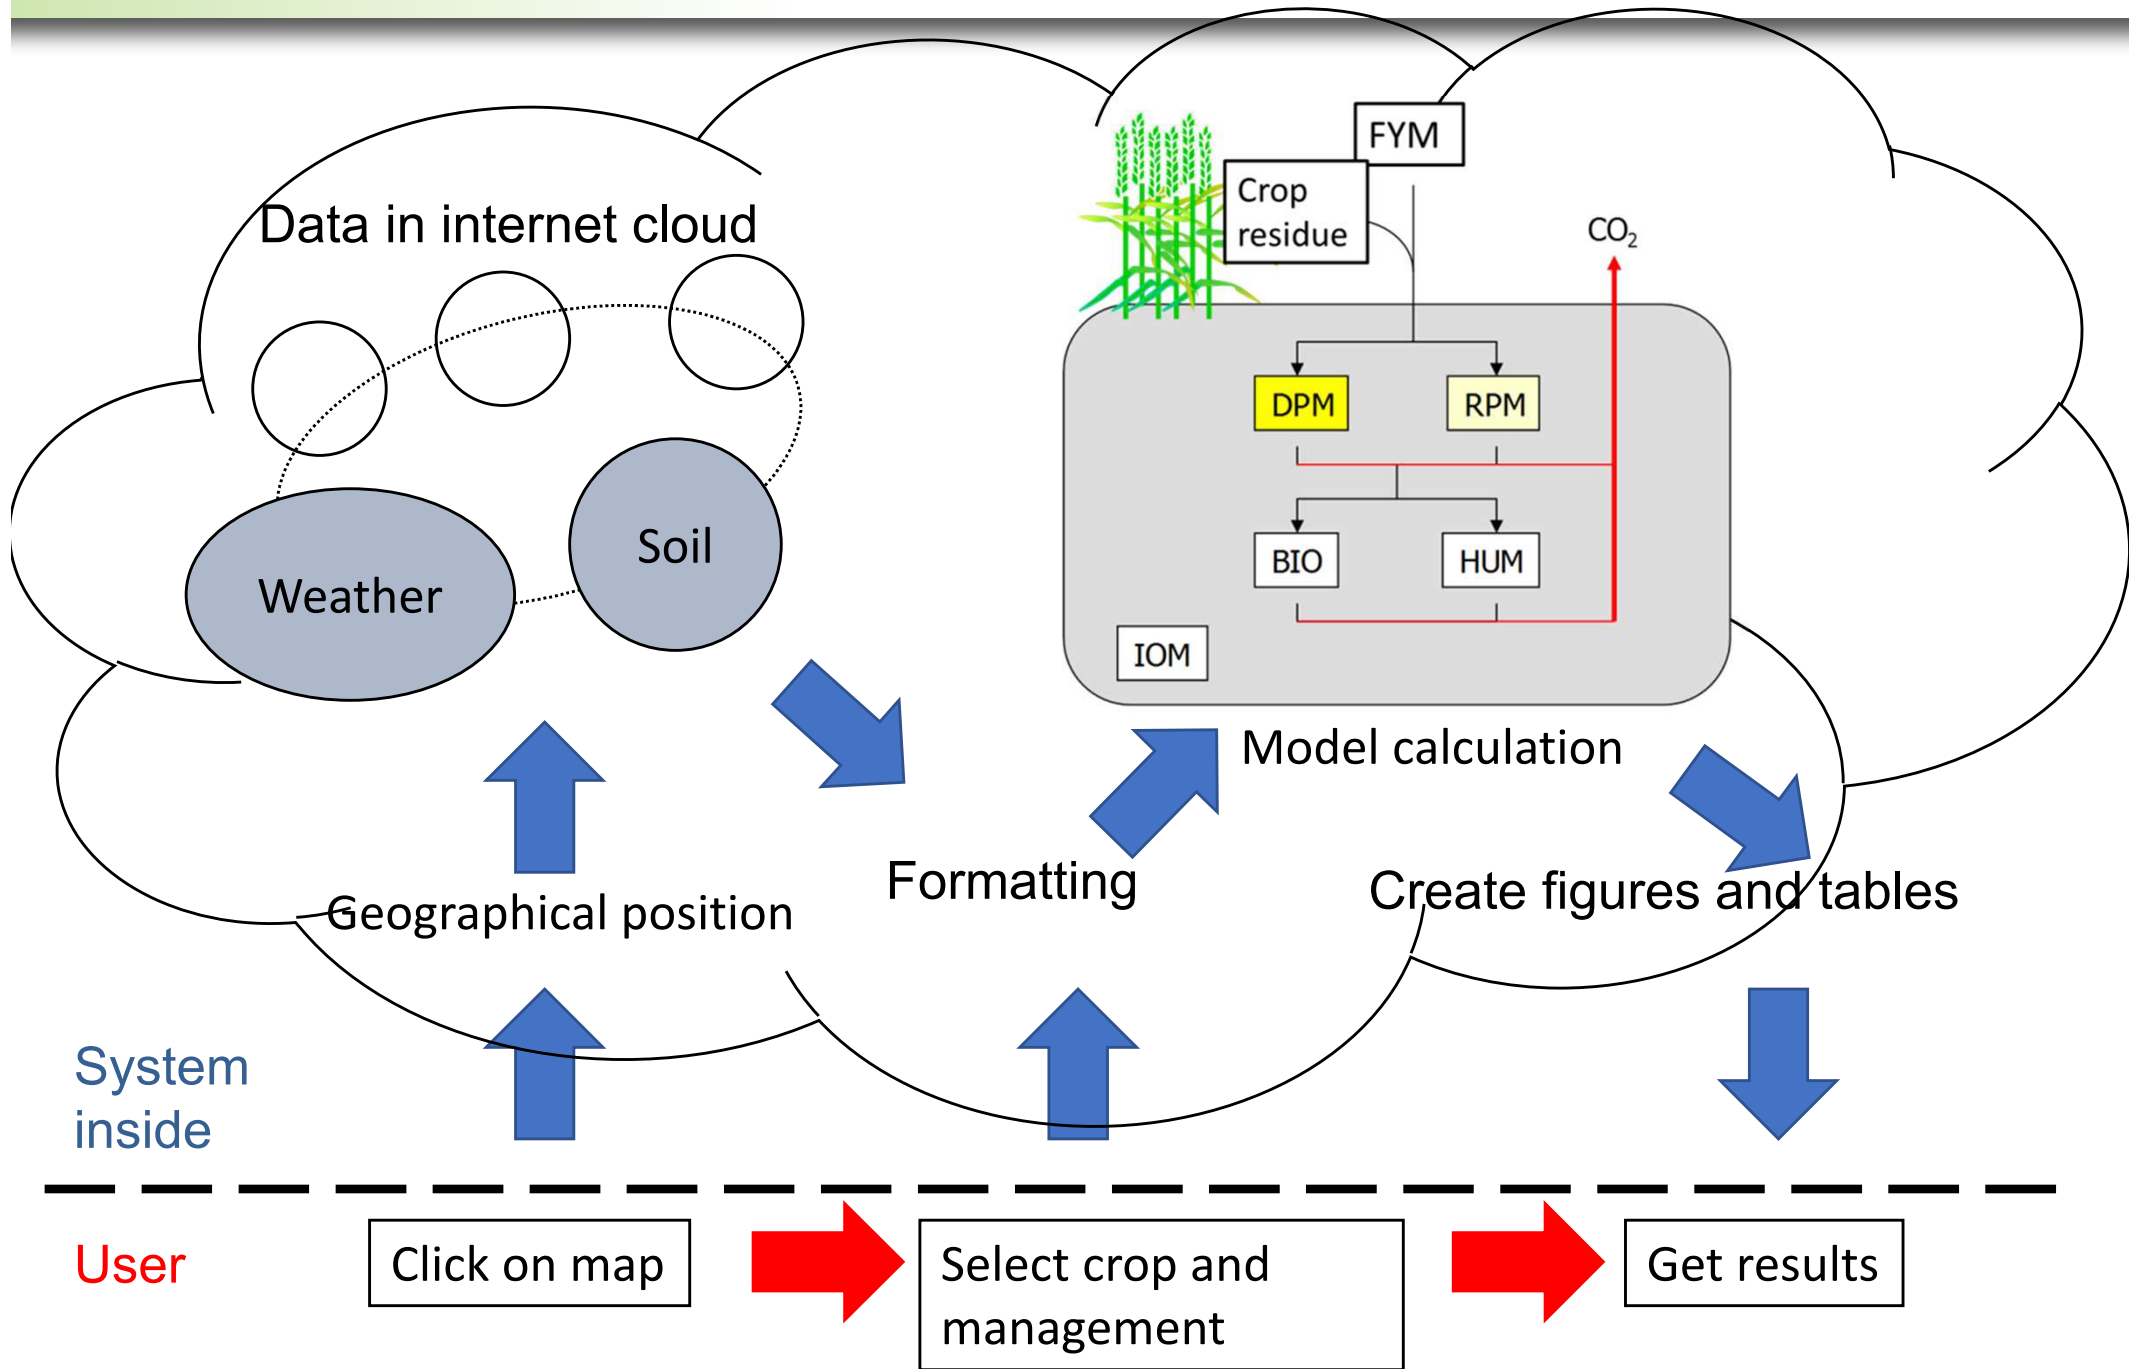 FYM
Crop
residue
Data in internet cloud
CO₂
DPM
RPM
Soil
BIO
HUM
Weather
IOM
Model calculation
Formatting
Create figures and tables
Geographical position
System
inside
User
Click on map
Select crop and
management
Get results